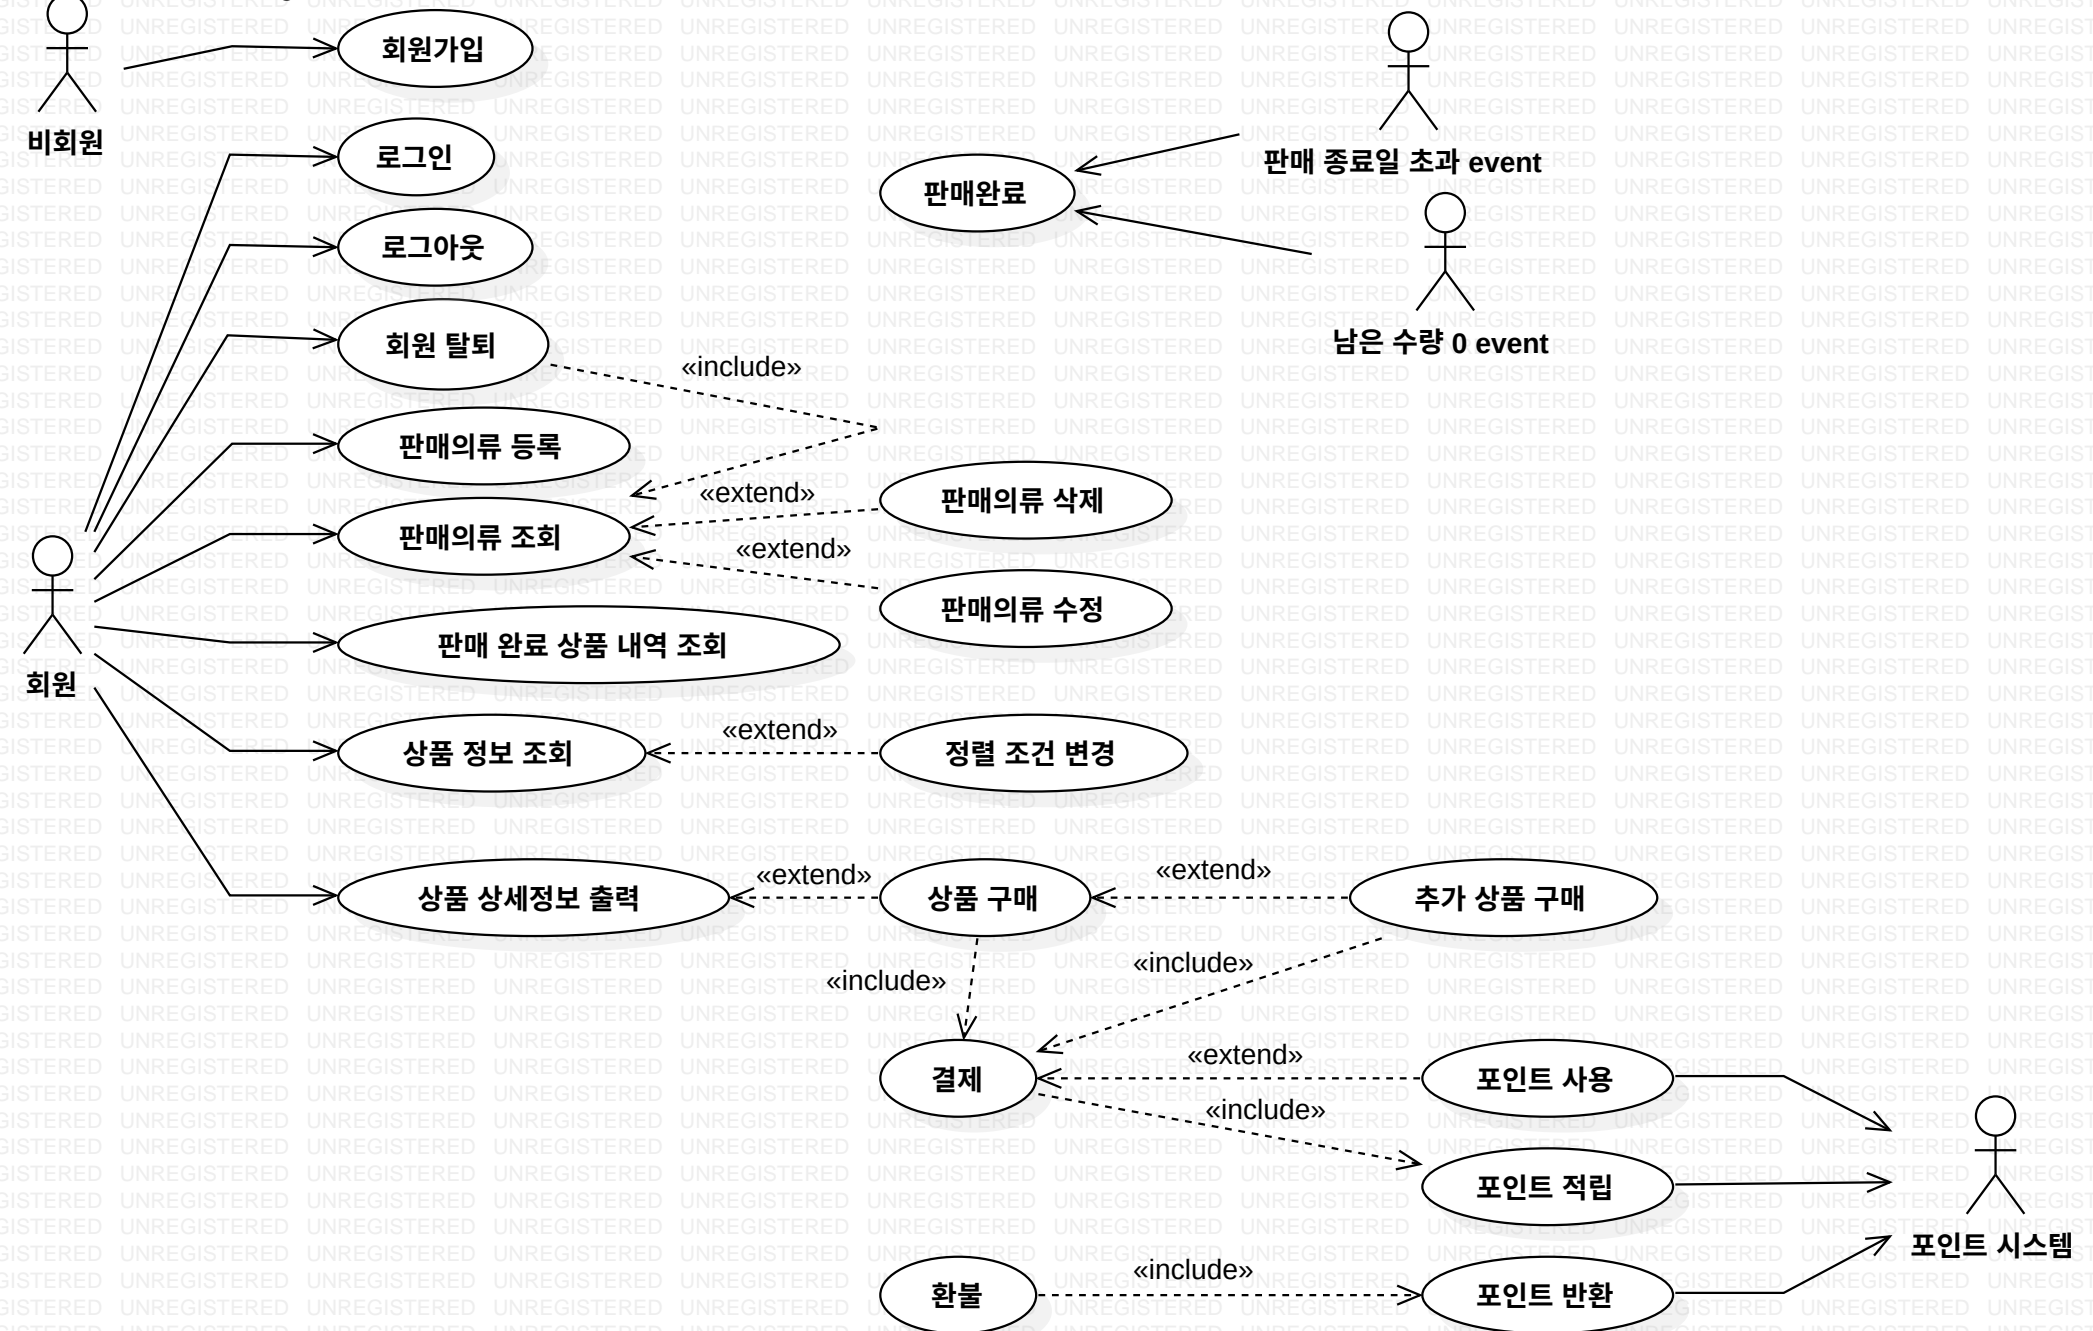 회원가입
비회원
로그인
판매 종료일 초과 event
판매완료
로그아웃
남은 수량 0 event
회원 탈퇴
«include»
판매의류 등록
«extend»
판매의류 삭제
판매의류 조회
«extend»
판매의류 수정
판매 완료 상품 내역 조회
회원
상품 정보 조회
«extend»
정렬 조건 변경
상품 상세정보 출력
«extend»
상품 구매
«extend»
추가 상품 구매
«include»
«include»
결제
«extend»
포인트 사용
«include»
포인트 적립
포인트 시스템
환불
«include»
포인트 반환
UNREGISTERED